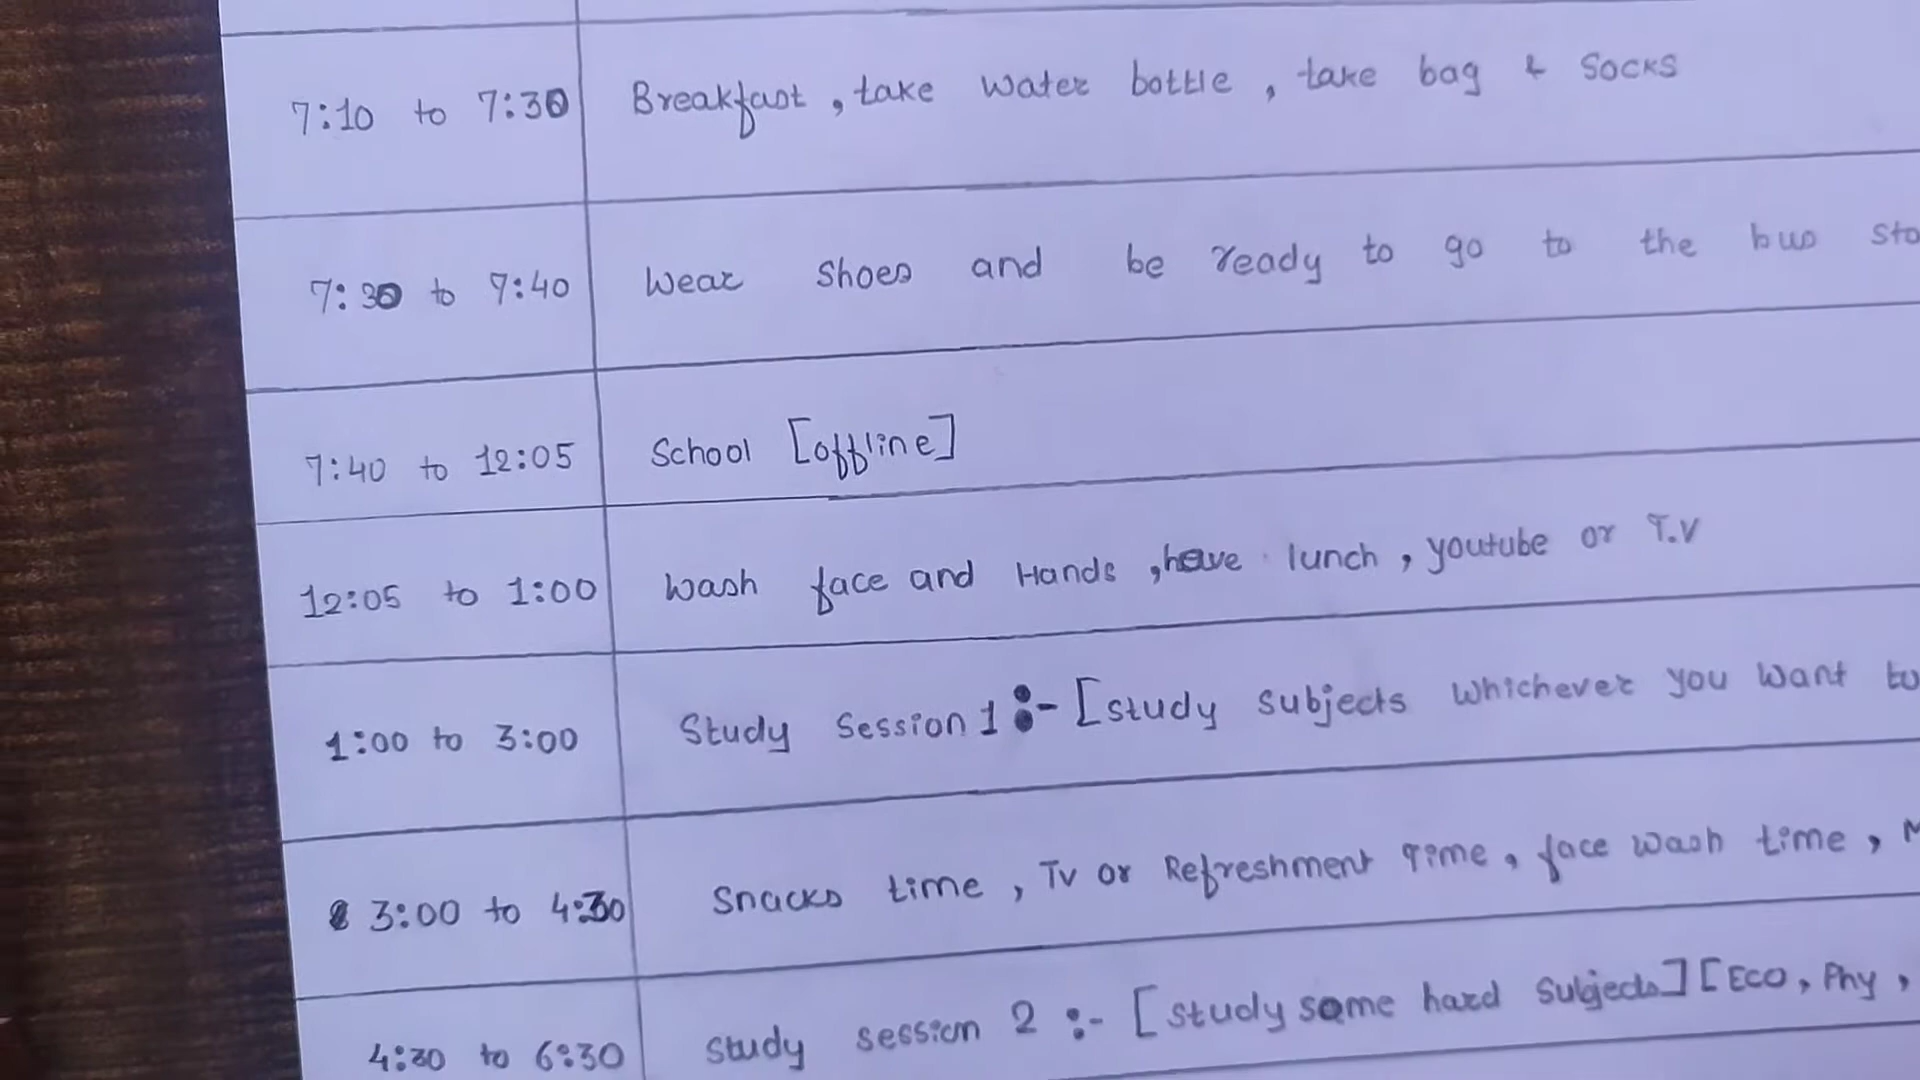 7:10 to 7:30 Breakfast, take water bottle, take bag & Socks
7:30 to 7:40 Wear Shoes and be ready to go to the bus
7:40 to 12:05 School [offline]
12:05 to 1:00 Wash face and Hands, have lunch, youtube or T.V
1:00 to 3:00 Study Session 1 :- [study subjects whichever you want to
3:00 to 4:30 Snacks time, Tv or Refreshment Time, face wash time,
4:30 to 6:30 Study session 2 :- [study some hard Subjects] [Eco, Phy,